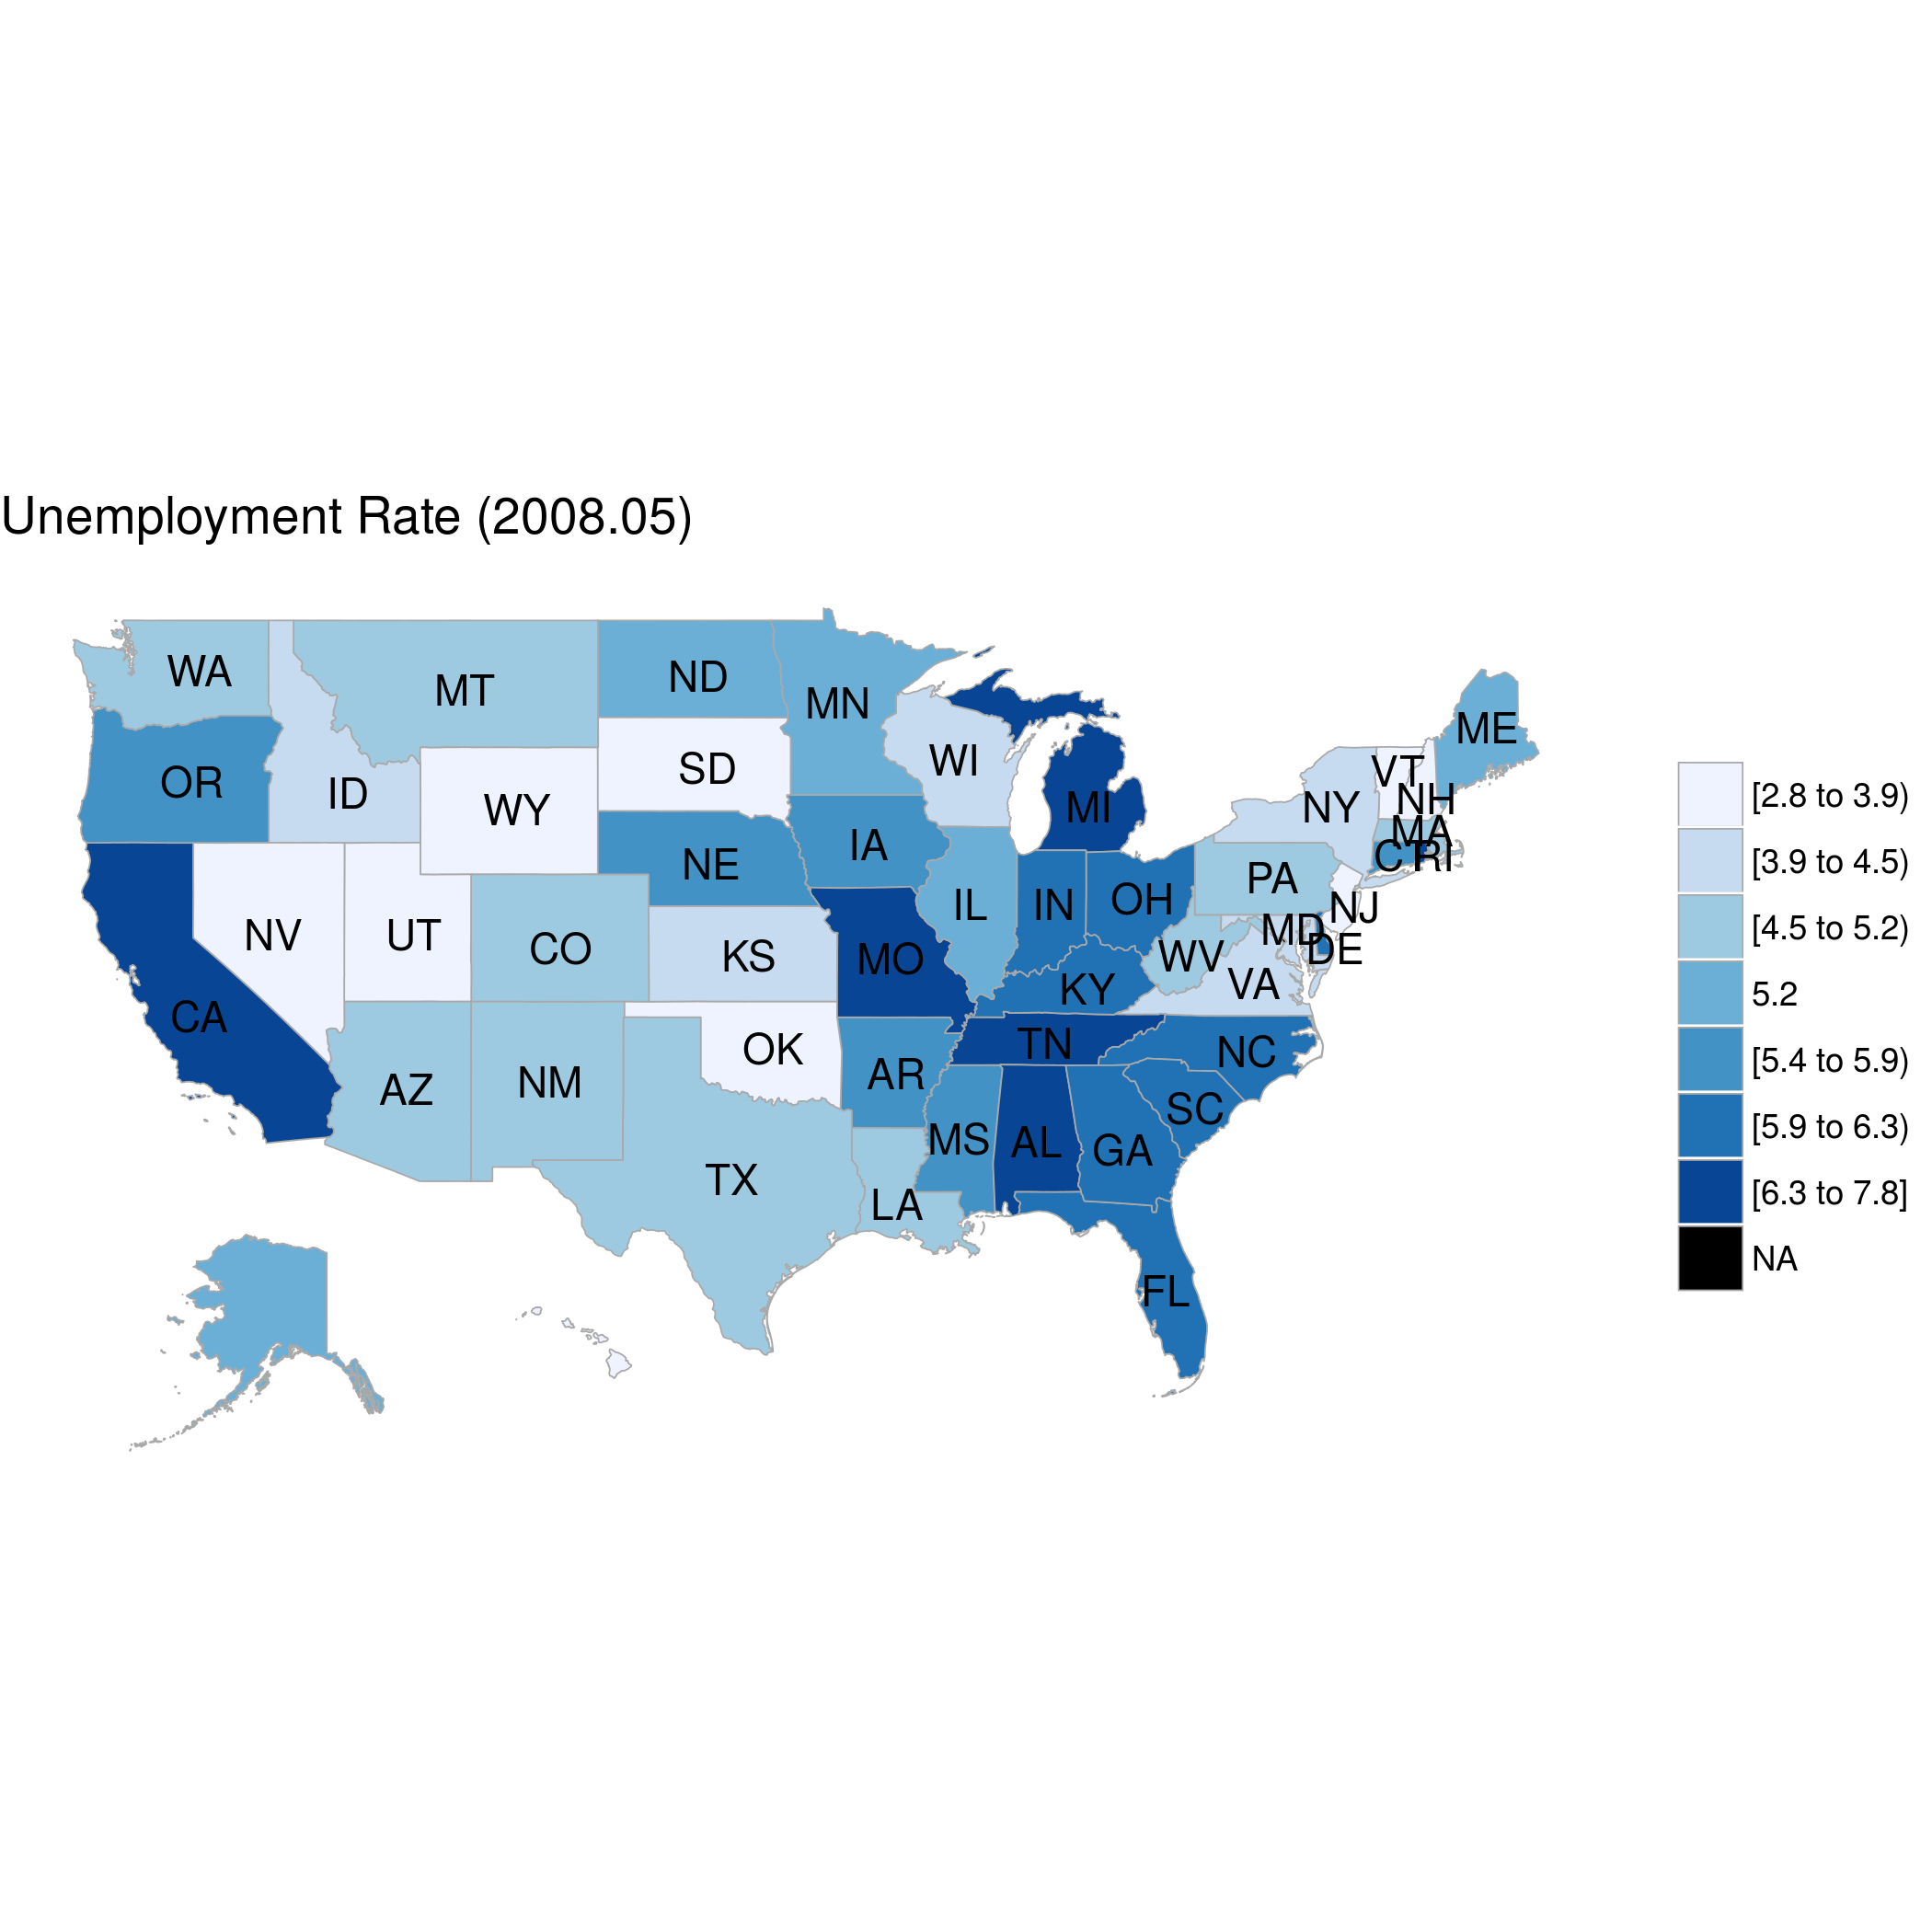 Unemployment Rate (2008.05)
WA
MT
ND
MN
ME
OR
ID
WY
SD
WI
MI
VT
NH
NY
MA
CT
RI
NE
IA
PA
NV
UT
CO
KS
MO
IL
IN
OH
NJ
MD
DE
WV
VA
CA
KY
AZ
NM
OK
AR
TN
NC
SC
TX
LA
MS
AL
GA
FL
[2.8 to 3.9)
[3.9 to 4.5)
[4.5 to 5.2)
5.2
[5.4 to 5.9)
[5.9 to 6.3)
[6.3 to 7.8]
NA